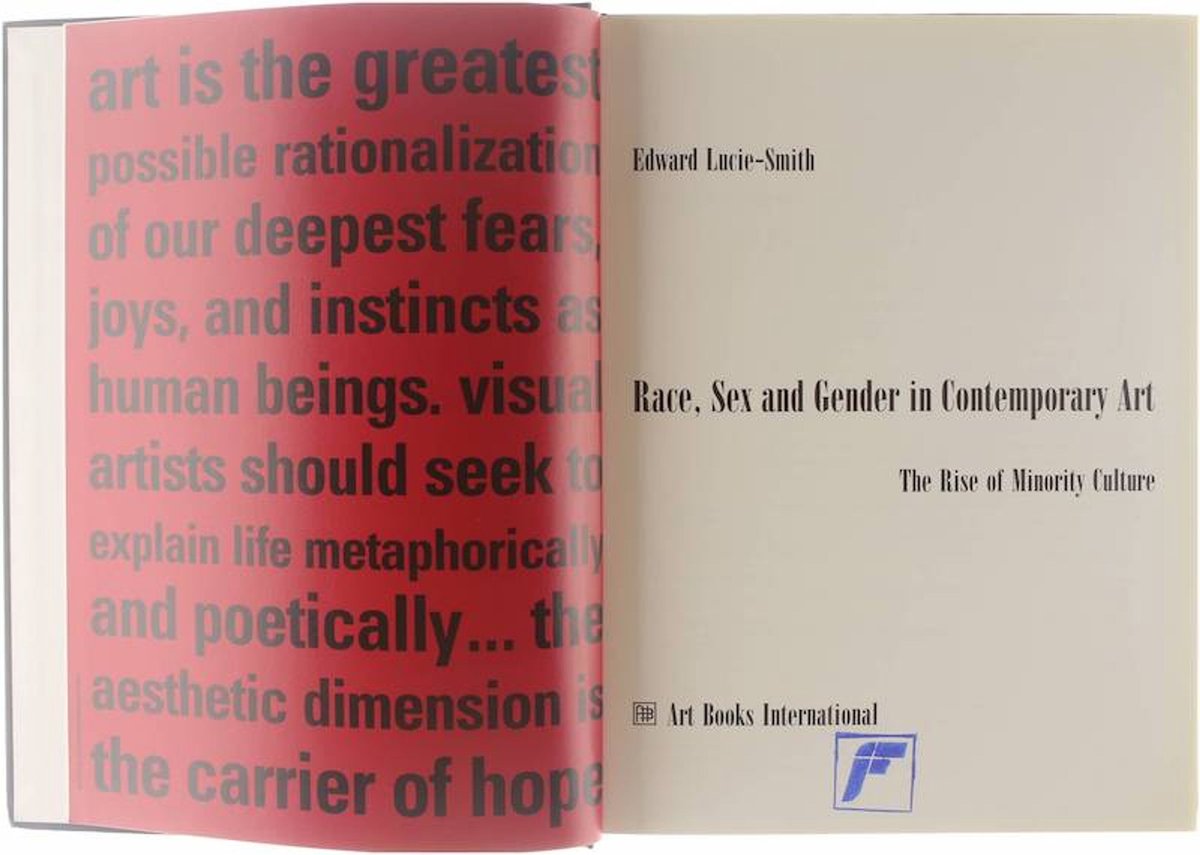 art is the greatest
possible rationalization
of our deepest fears,
joys, and instincts as
human beings. visual
artists should seek to
explain life metaphorically
and poetically... the
aesthetic dimension is
the carrier of hope
Edward Lucie-Smith
Race, Sex and Gender in Contemporary Art
The Rise of Minority Culture
Art Books International
F